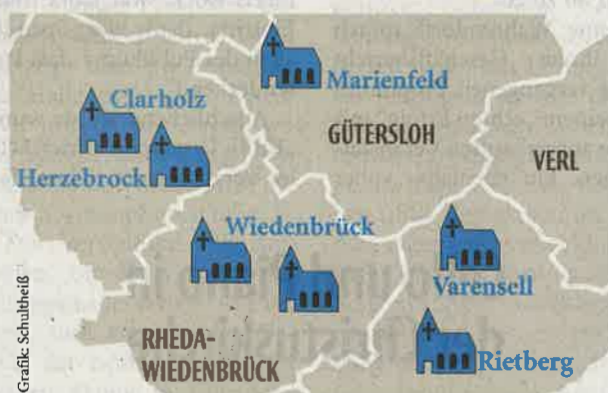 Marienfeld
Clarholz
GÜTERSLOH
VERL
Herzebrock
Wiedenbrück
Varensell
RHEDA-
WIEDENBRÜCK
Rietberg
Grafik: Schultheiß